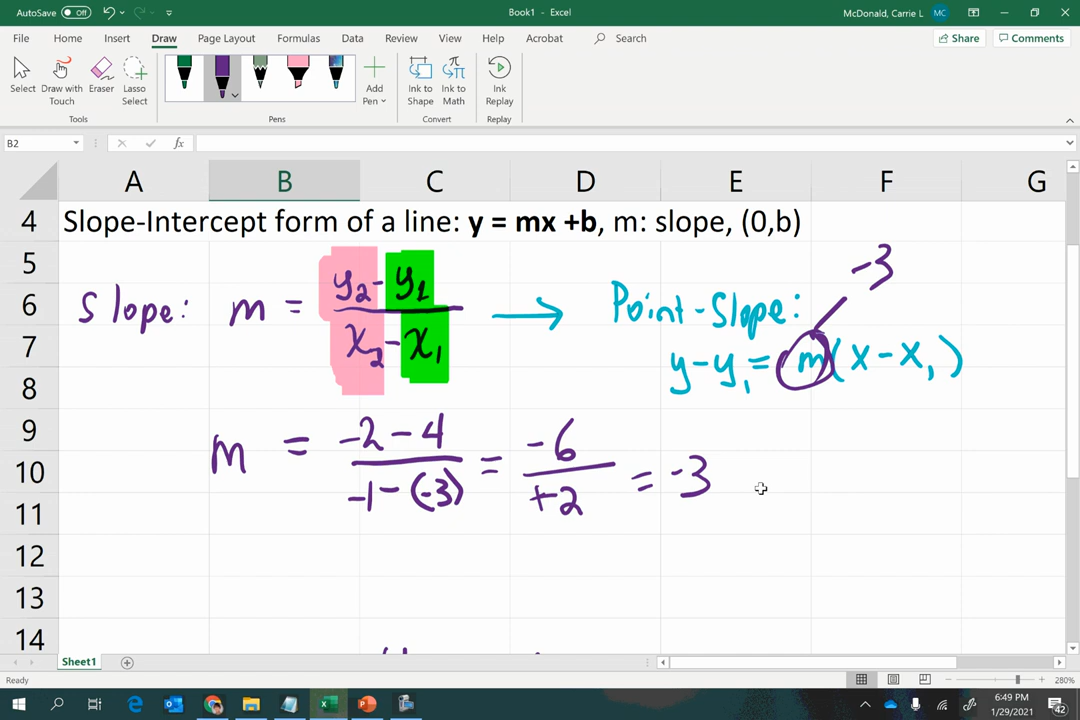 AutoSave Off Book1 - Excel McDonald, Carrie L MC
File Home Insert Draw Page Layout Formulas Data Review View Help Acrobat Search Share Comments
Select Draw with Touch Eraser Lasso Select Add Pen Ink to Shape Ink to Math Ink Replay
Tools Pens Convert Replay
B2 fx
A B C D E F G
4 Slope-Intercept form of a line: y = mx +b, m: slope, (0,b)
5 -3
6 Slope: m = y₂ - y₁ / x₂ - x₁ → Point-Slope:
7 y - y₁ = m(x - x₁)
8
9 m = -2 - 4 / -1 - (-3) = -6 / +2 = -3
10
11
12
13
14
Sheet1
Ready 280%
6:49 PM
1/29/2021
42